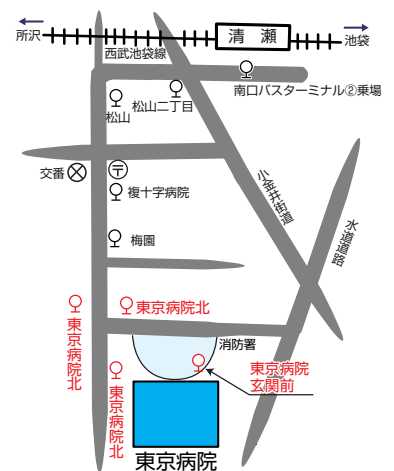 所沢
清瀬
池袋
西武池袋線
南口バスターミナル②乗場
松山二丁目
松山
交番
〒
複十字病院
小金井街道
水道道路
梅園
東京病院北
東京病院北
消防署
東京病院
玄関前
東京病院北
東京病院